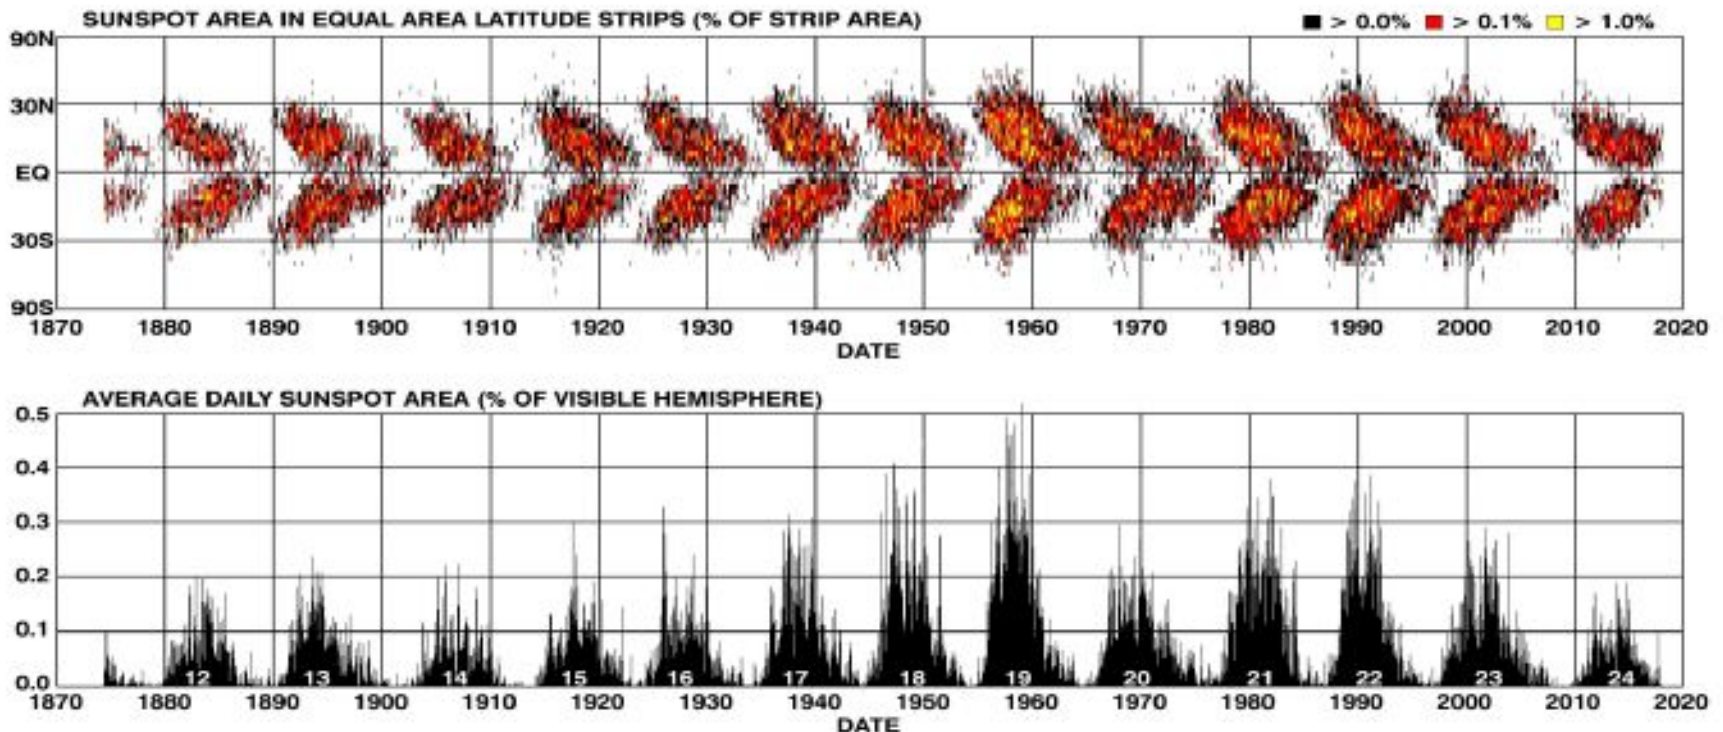 SUNSPOT AREA IN EQUAL AREA LATITUDE STRIPS (% OF STRIP AREA) > 0.0% > 0.1% > 1.0%
90N
30N
EQ
30S
90S
1870 1880 1890 1900 1910 1920 1930 1940 1950 1960 1970 1980 1990 2000 2010 2020
DATE
AVERAGE DAILY SUNSPOT AREA (% OF VISIBLE HEMISPHERE)
0.5
0.4
0.3
0.2
0.1
0.0 12 13 14 15 16 17 18 19 20 21 22 23 24
1870 1880 1890 1900 1910 1920 1930 1940 1950 1960 1970 1980 1990 2000 2010 2020
DATE